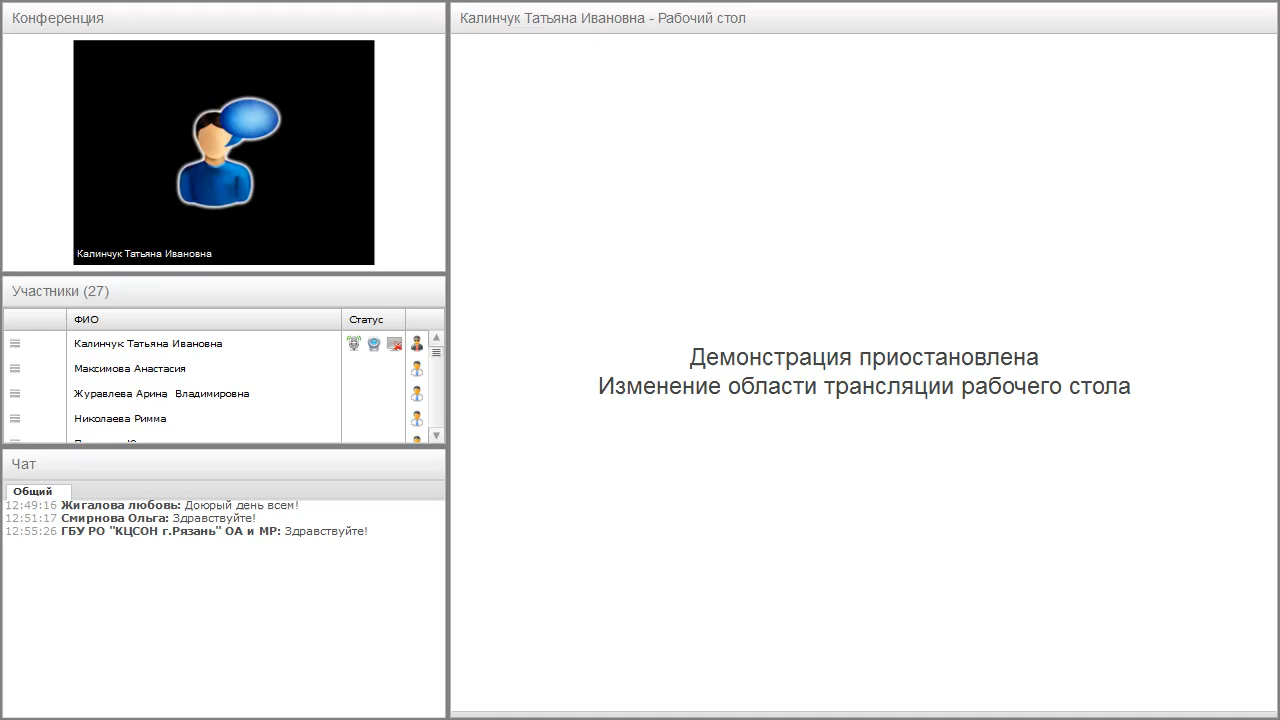 Конференция
Калинчук Татьяна Ивановна
Участники (27)
ФИО Статус
Калинчук Татьяна Ивановна
Максимова Анастасия
Журавлева Арина Владимировна
Николаева Римма
Чат
Общий
12:49:16 Жигалова любовь: Доюрый день всем!
12:51:17 Смирнова Ольга: Здравствуйте!
12:55:26 ГБУ РО "КЦСОН г.Рязань" ОА и МР: Здравствуйте!
Калинчук Татьяна Ивановна - Рабочий стол
Демонстрация приостановлена
Изменение области трансляции рабочего стола